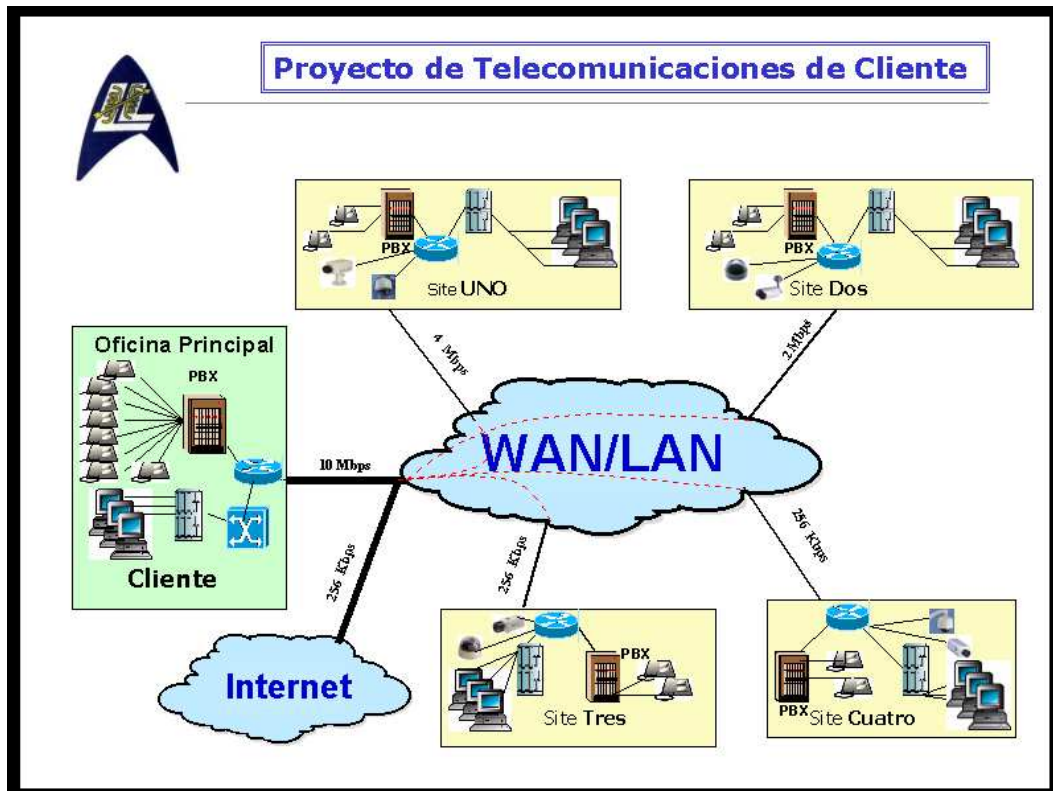 Proyecto de Telecomunicaciones de Cliente
PBX
Site UNO
PBX
Site Dos
4 Mbps
2 Mbps
Oficina Principal
PBX
Cliente
10 Mbps
WAN/LAN
256 Kbps
256 Kbps
256 Kbps
Internet
PBX
Site Tres
PBX
Site Cuatro